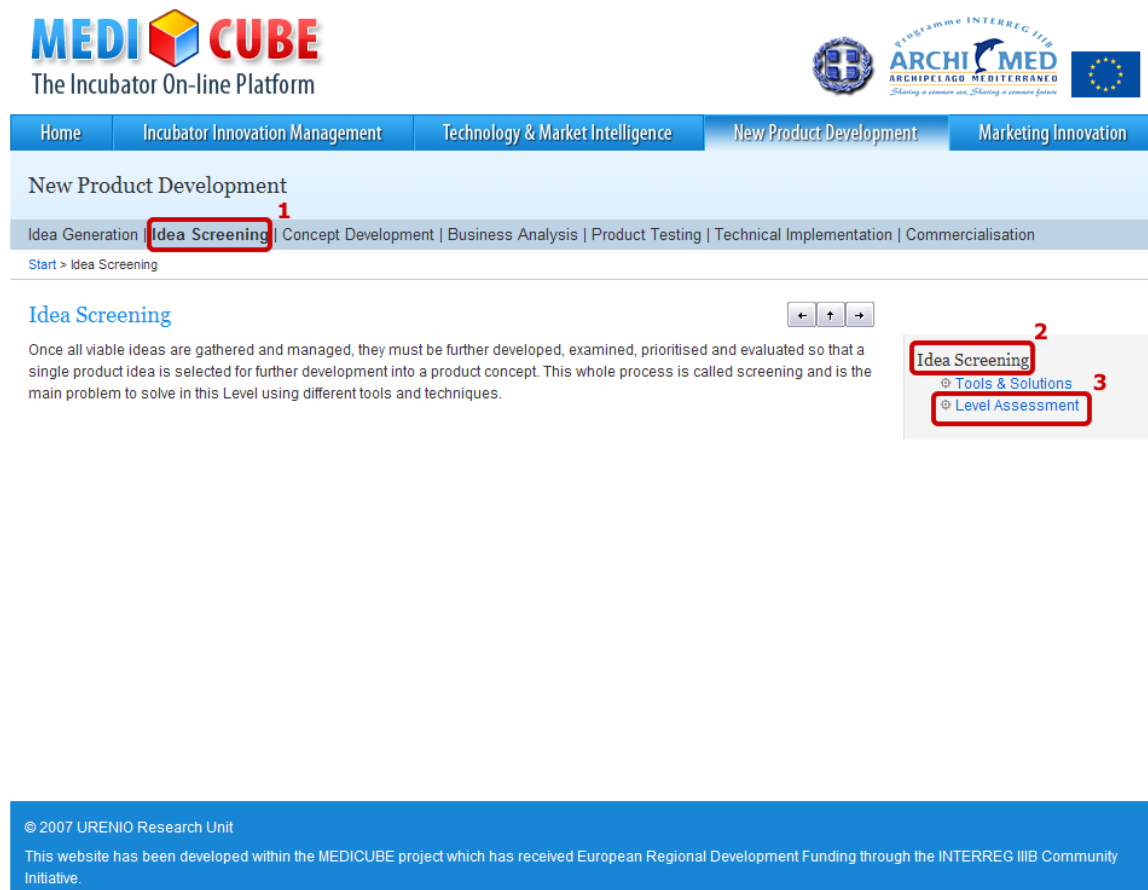 MEDI CUBE
The Incubator On-line Platform
Programme INTERREG IIIB
ARCHI MED
ARCHIPELAGO MEDITERRANEO
Sharing a common sea, Sharing a common future
Home Incubator Innovation Management Technology & Market Intelligence New Product Development Marketing Innovation
New Product Development
1
Idea Generation | Idea Screening | Concept Development | Business Analysis | Product Testing | Technical Implementation | Commercialisation
Start > Idea Screening
Idea Screening
Once all viable ideas are gathered and managed, they must be further developed, examined, prioritised and evaluated so that a
single product idea is selected for further development into a product concept. This whole process is called screening and is the
main problem to solve in this Level using different tools and techniques.
2
Idea Screening
Tools & Solutions
3
Level Assessment
© 2007 URENIO Research Unit
This website has been developed within the MEDICUBE project which has received European Regional Development Funding through the INTERREG IIIB Community
Initiative.